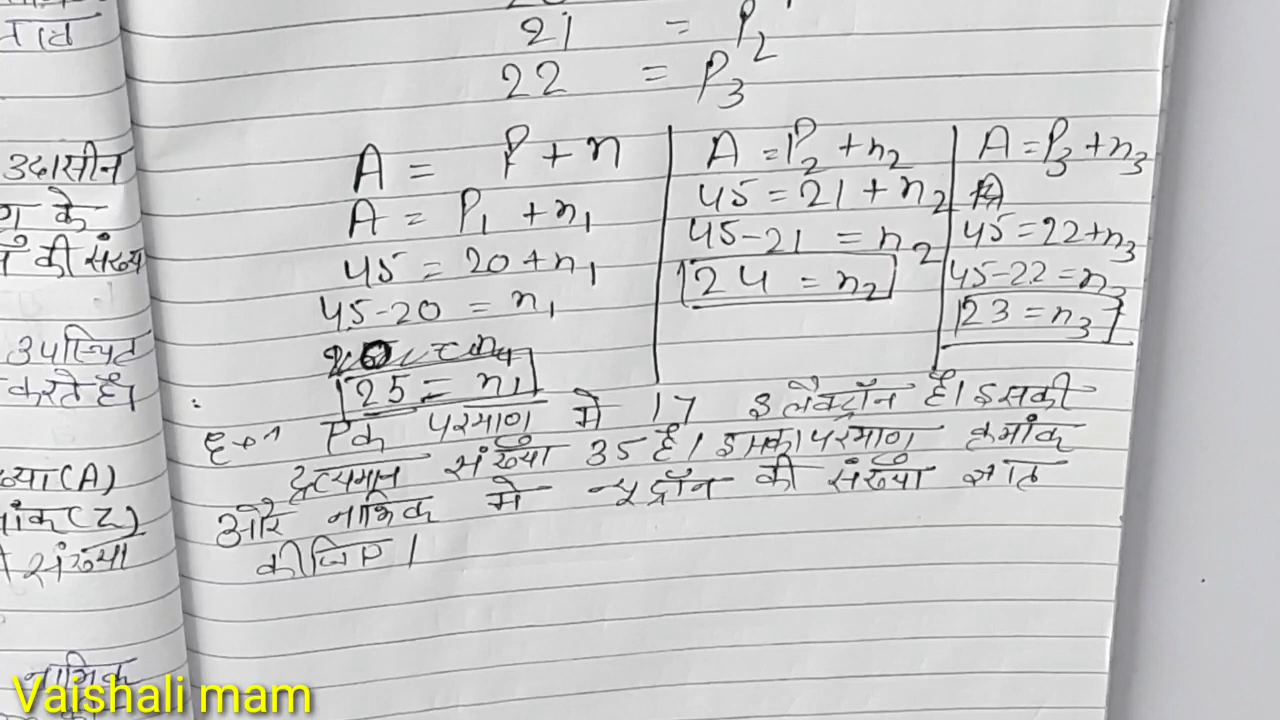 21 = P2
22 = P3
A = P + n
A = P1 + n1
45 = 20 + n1
45-20 = n1
25 = n1
A = P2 + n2
45 = 21 + n2
45-21 = n2
24 = n2
A = P3 + n3
A
45 = 22 + n3
45-22 = n3
23 = n3
एक परमाणु मे 17 इलेक्ट्रॉन है। इसकी
द्रव्यमान संख्या 35 है। इसका परमाणु क्रमांक
और नाभिक मे न्यूट्रॉन की संख्या ज्ञात
कीजिए।
उदासीन
के
की संख्या
उपस्थित
करते है।
(A)
(Z)
संख्या
नाभिक
Vaishali mam